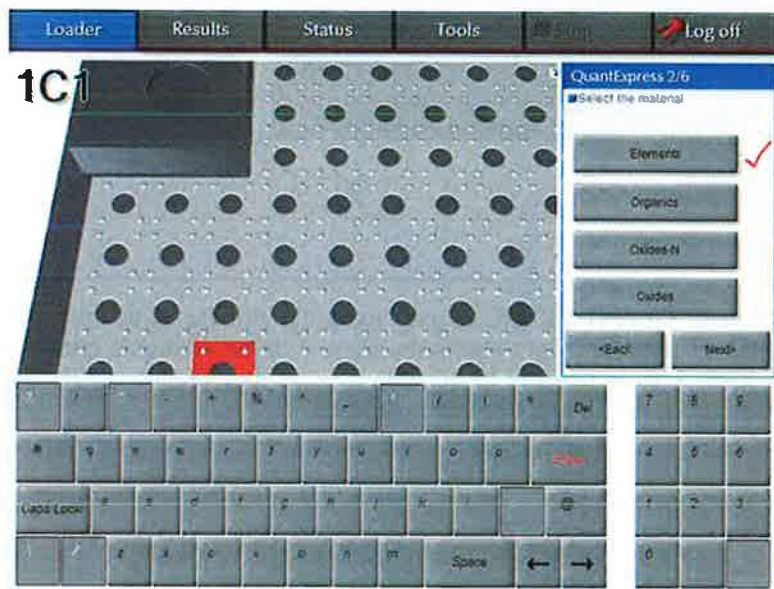 Loader Results Status Tools Stop Log off
1C1
QuantExpress 2/6
Select the material
Elements
Organics
Oxides-N
Oxides
<Back Next>
Del
7 8 9
q w e r t y u i o p
4 5 6
Caps Lock a s d f g h j k l @
1 2 3
z x c v b n m Space ← →
0